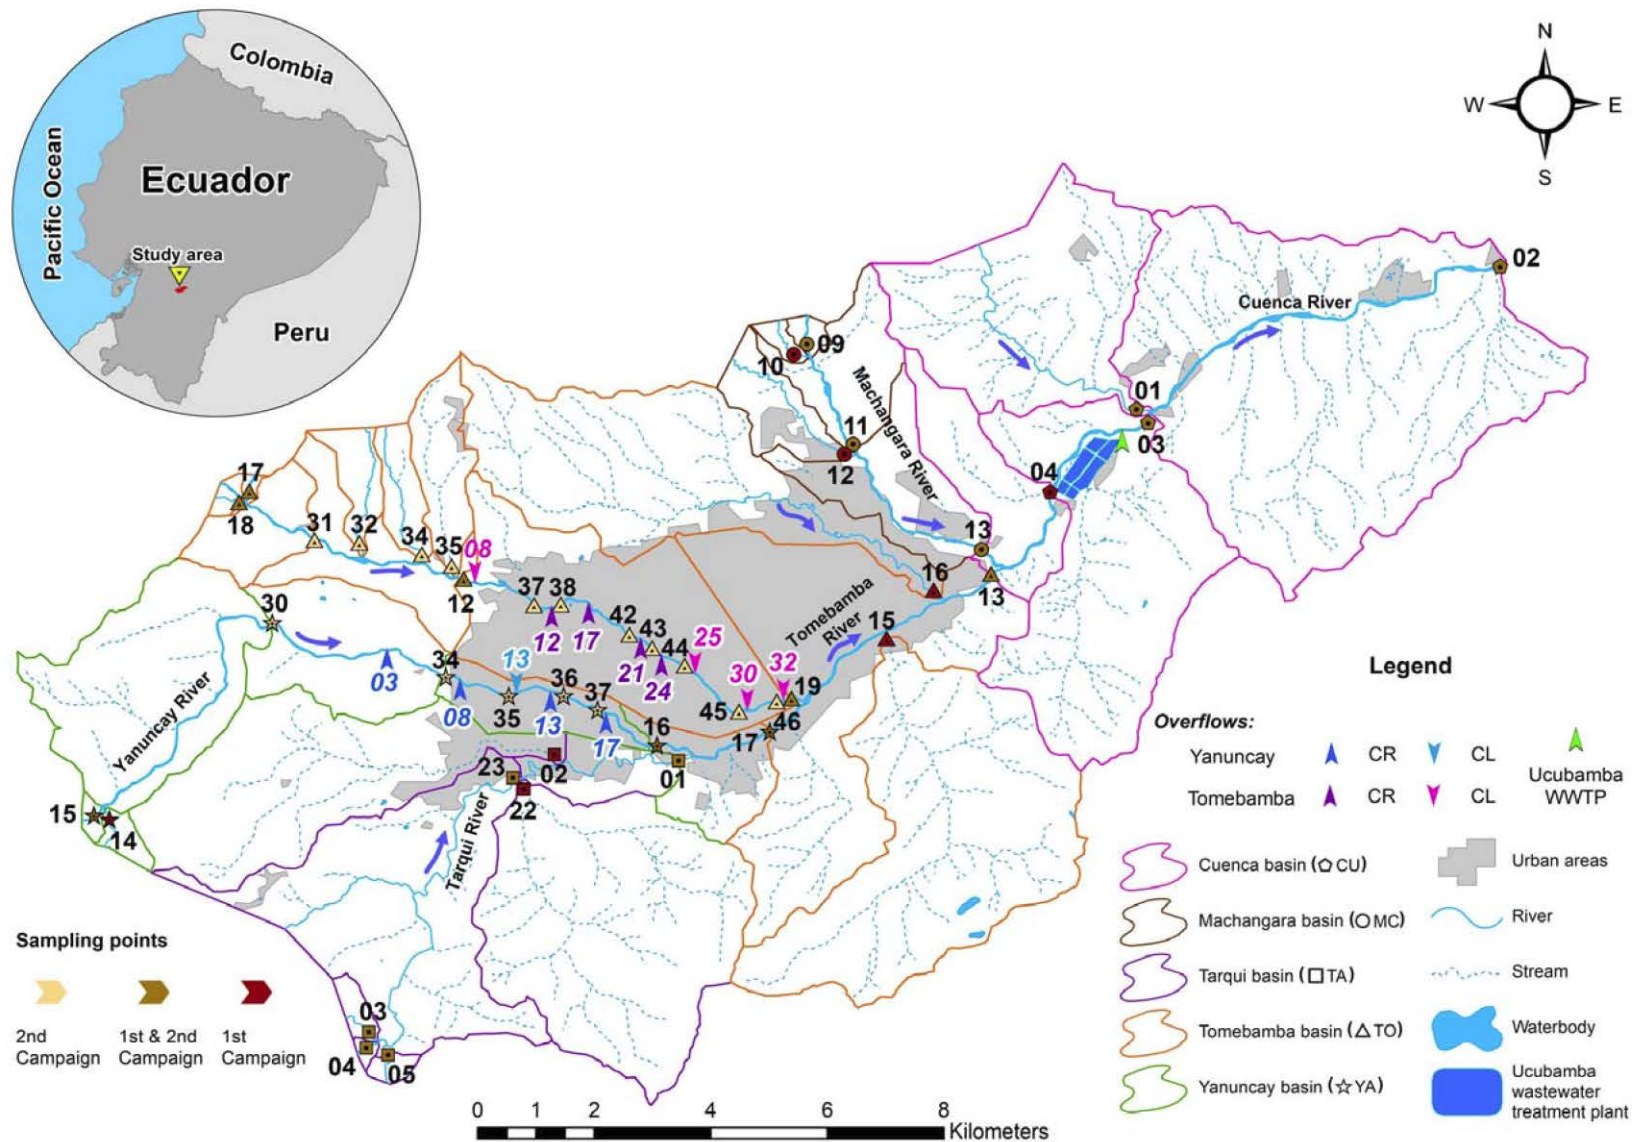 Colombia
Pacific Ocean
Ecuador
Study area
Peru
N
W
E
S
02
Cuenca River
09
10
Machangara River
01
11
03
12
04
17
18
31
32
34
35
08
13
12
37
38
16
13
30
12
17
42
43
44
25
Tomebamba
River
15
21
24
34
13
36
37
30
32
19
03
08
35
13
17
45
46
16
17
Yanuncay River
23
02
01
22
15
14
Tarqui River
03
04
05
Sampling points
2nd
Campaign
1st & 2nd
Campaign
1st
Campaign
0 1 2 4 6 8
Kilometers
Legend
Overflows:
Yanuncay CR CL
Tomebamba CR CL
Ucubamba
WWTP
Cuenca basin (CU)
Urban areas
Machangara basin (MC)
River
Tarqui basin (TA)
Stream
Tomebamba basin (TO)
Waterbody
Yanuncay basin (YA)
Ucubamba
wastewater
treatment plant